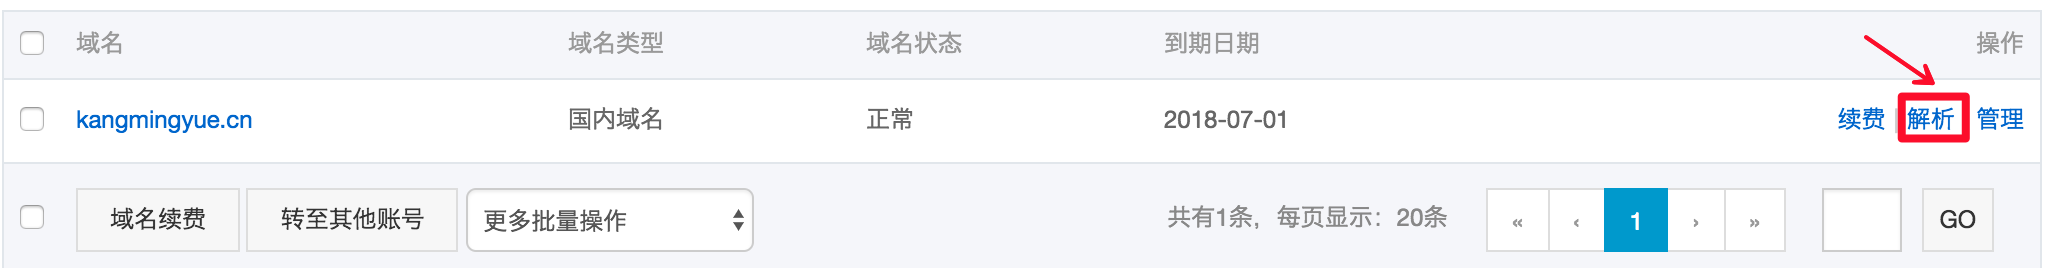 域名 域名类型 域名状态 到期日期 操作
kangmingyue.cn 国内域名 正常 2018-07-01 续费 | 解析 管理
域名续费 转至其他账号 更多批量操作 共有1条，每页显示：20条 « ‹ 1 › » GO